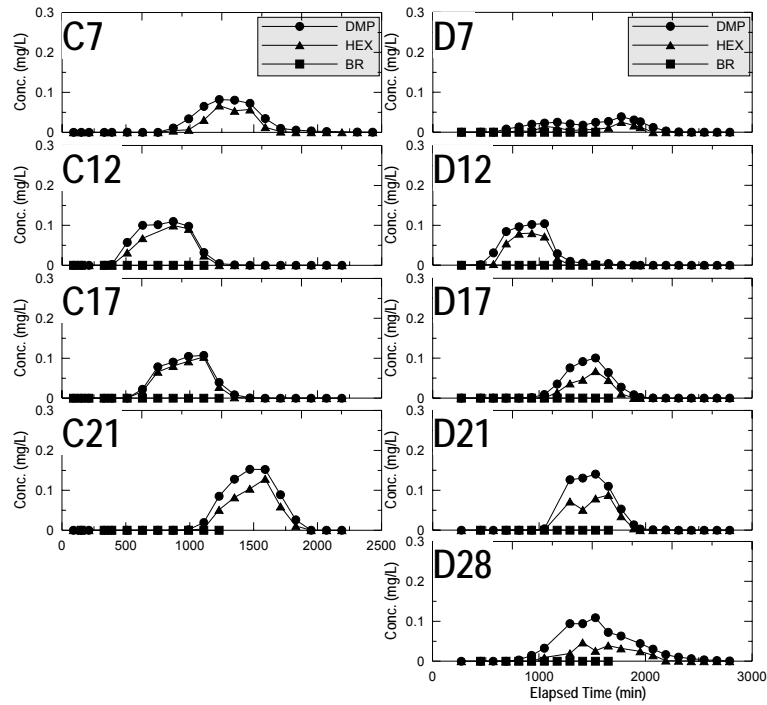 C7
DMP
HEX
BR
Conc. (mg/L)
0.3
0.2
0.1
0
C12
Conc. (mg/L)
0.3
0.2
0.1
0
C17
Conc. (mg/L)
0.3
0.2
0.1
0
C21
Conc. (mg/L)
0.3
0.2
0.1
0
0 500 1000 1500 2000 2500
D7
DMP
HEX
BR
Conc. (mg/L)
0.3
0.2
0.1
0
D12
Conc. (mg/L)
0.3
0.2
0.1
0
D17
Conc. (mg/L)
0.3
0.2
0.1
0
D21
Conc. (mg/L)
0.3
0.2
0.1
0
D28
Conc. (mg/L)
0.3
0.2
0.1
0
0 1000 2000 3000
Elapsed Time (min)